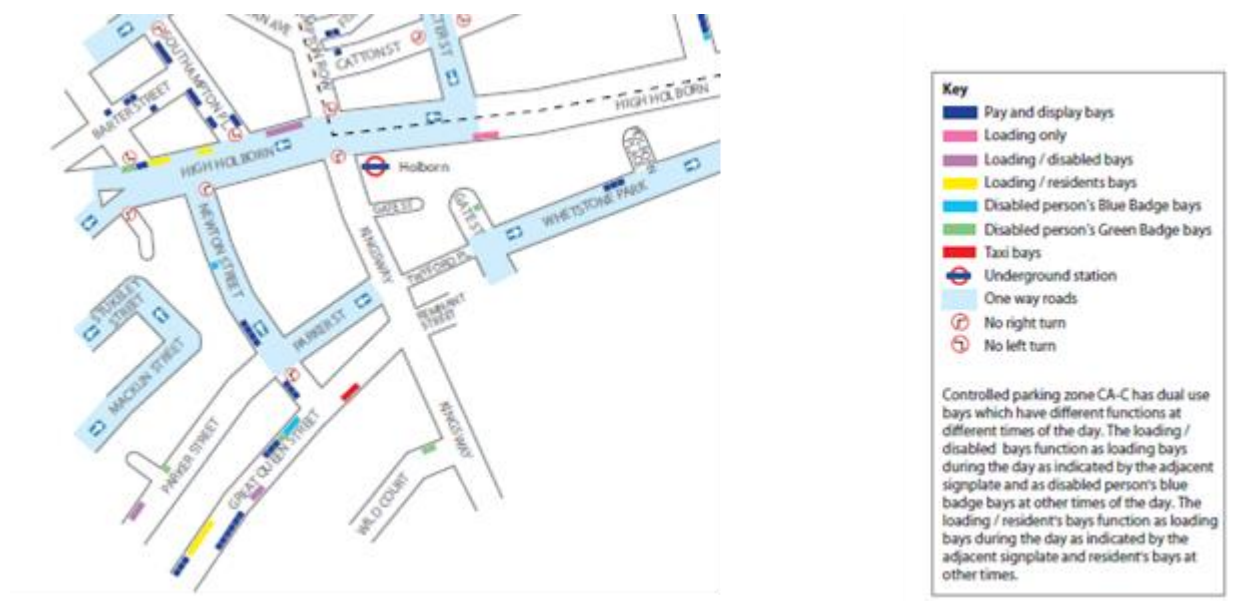 SOUTHAMPTON PL
CATTON ST
BARTER STREET
HIGH HOLBORN
HIGH HOLBORN
Holborn
NEWTON STREET
GATE ST
GATE ST
WHETSTONE PARK
KINGSWAY
TWYFORD PL
REMNANT
STREET
STUKELEY
STREET
PARKER ST
MACKLIN STREET
PARKER STREET
GREAT QUEEN STREET
KINGSWAY
WILD COURT
Key
Pay and display bays
Loading only
Loading / disabled bays
Loading / residents bays
Disabled person's Blue Badge bays
Disabled person's Green Badge bays
Taxi bays
Underground station
One way roads
No right turn
No left turn
Controlled parking zone CA-C has dual use
bays which have different functions at
different times of the day. The loading /
disabled bays function as loading bays
during the day as indicated by the adjacent
signplate and as disabled person's blue
badge bays at other times of the day. The
loading / resident's bays function as loading
bays during the day as indicated by the
adjacent signplate and resident's bays at
other times.